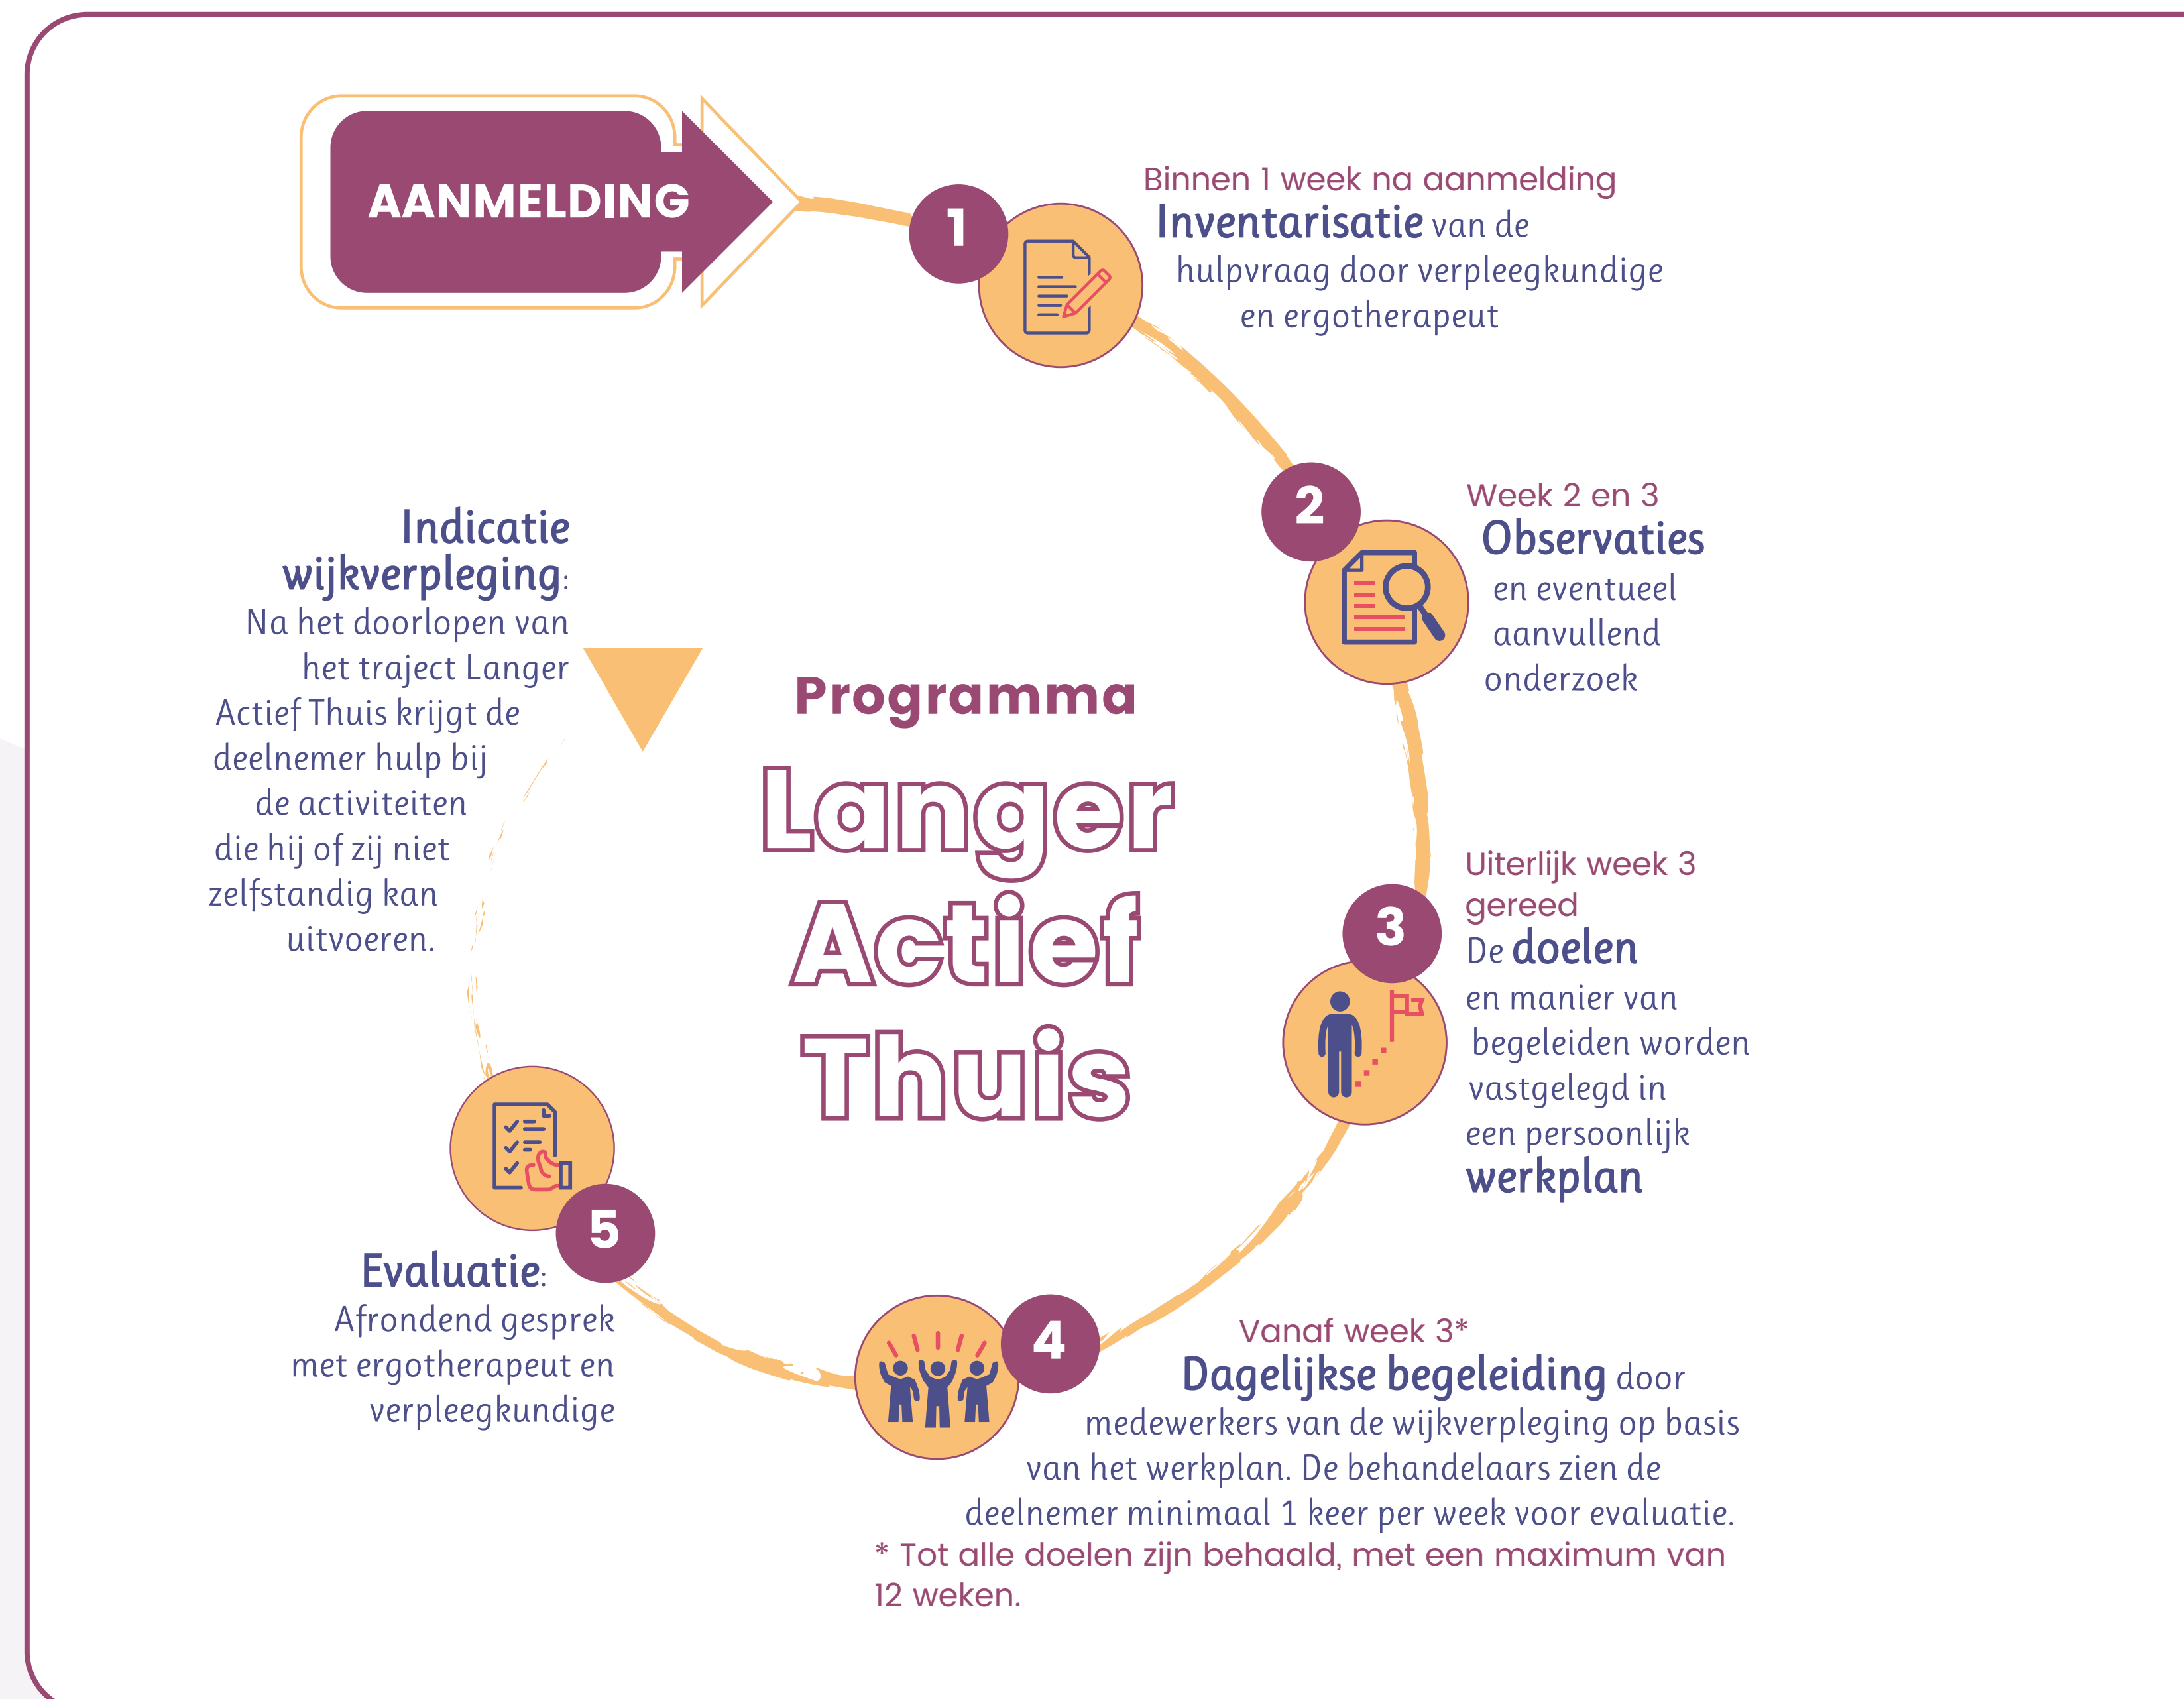 AANMELDING
1
Binnen 1 week na aanmelding
Inventarisatie van de
hulpvraag door verpleegkundige
en ergotherapeut
2
Week 2 en 3
Observaties
en eventueel
aanvullend
onderzoek
Programma
Langer
Actief
Thuis
3
Uiterlijk week 3
gereed
De doelen
en manier van
begeleiden worden
vastgelegd in
een persoonlijk
werkplan
4
Vanaf week 3*
Dagelijkse begeleiding door
medewerkers van de wijkverpleging op basis
van het werkplan. De behandelaars zien de
deelnemer minimaal 1 keer per week voor evaluatie.
* Tot alle doelen zijn behaald, met een maximum van
12 weken.
5
Evaluatie:
Afrondend gesprek
met ergotherapeut en
verpleegkundige
Indicatie
wijkverpleging:
Na het doorlopen van
het traject Langer
Actief Thuis krijgt de
deelnemer hulp bij
de activiteiten
die hij of zij niet
zelfstandig kan
uitvoeren.